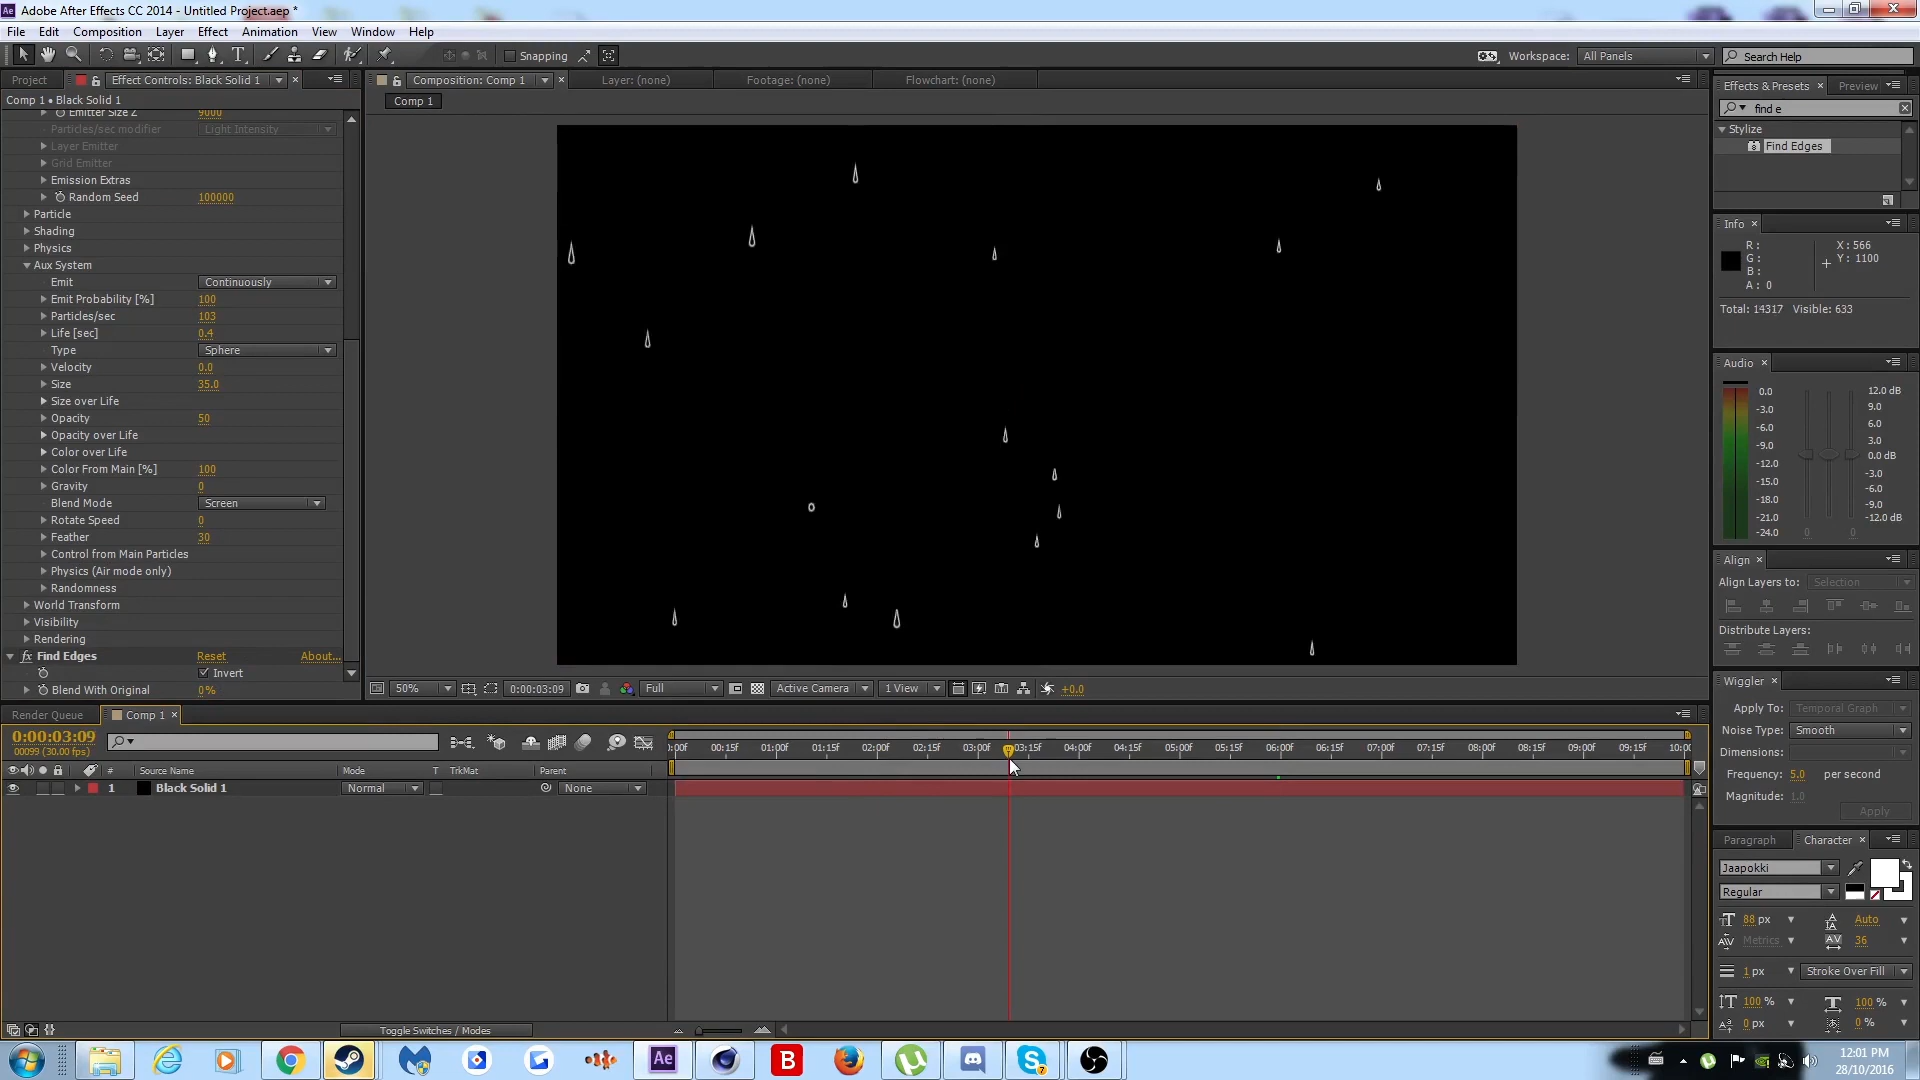 Adobe After Effects CC 2014 - Untitled Project.aep *
File Edit Composition Layer Effect Animation View Window Help
Snapping
Workspace: All Panels
Search Help
Project
Effect Controls: Black Solid 1
Composition: Comp 1
Layer: (none)
Footage: (none)
Flowchart: (none)
Effects & Presets
Preview
Comp 1 • Black Solid 1
Comp 1
find e
Stylize
Find Edges
Emitter Size Z 9000
Particles/sec modifier Light Intensity
Layer Emitter
Grid Emitter
Emission Extras
Random Seed 100000
Particle
Shading
Physics
Aux System
Emit Continuously
Emit Probability [%] 100
Particles/sec 103
Life [sec] 0.4
Type Sphere
Velocity 0.0
Size 35.0
Size over Life
Opacity 50
Opacity over Life
Color over Life
Color From Main [%] 100
Gravity 0
Blend Mode Screen
Rotate Speed 0
Feather 30
Control from Main Particles
Physics (Air mode only)
Randomness
World Transform
Visibility
Rendering
fx Find Edges Reset About...
Invert
Blend With Original 0%
50% 0:00:03:09 Full Active Camera 1 View +0.0
Info
R :
G :
B :
A : 0
X : 566
Y : 1100
Total: 14317 Visible: 633
Audio
0.0
-3.0
-6.0
-9.0
-12.0
-15.0
-18.0
-21.0
-24.0
0
0
12.0 dB
9.0
6.0
3.0
0.0 dB
-3.0
-6.0
-9.0
-12.0 dB
Align
Align Layers to: Selection
Distribute Layers:
Wiggler
Apply To: Temporal Graph
Noise Type: Smooth
Dimensions:
Frequency: 5.0 per second
Magnitude: 1.0
Apply
Paragraph
Character
Jaapokki
Regular
88 px Auto
Metrics 36
1 px Stroke Over Fill
100 % 100 %
0 px 0 %
Render Queue
Comp 1
0:00:03:09
00099 (30.00 fps)
# Source Name Mode T TrkMat Parent
1 Black Solid 1 Normal None
:00f 00:15f 01:00f 01:15f 02:00f 02:15f 03:00f 03:15f 04:00f 04:15f 05:00f 05:15f 06:00f 06:15f 07:00f 07:15f 08:00f 08:15f 09:00f 09:15f 10:00
Toggle Switches / Modes
Ae
B
7
12:01 PM
28/10/2016